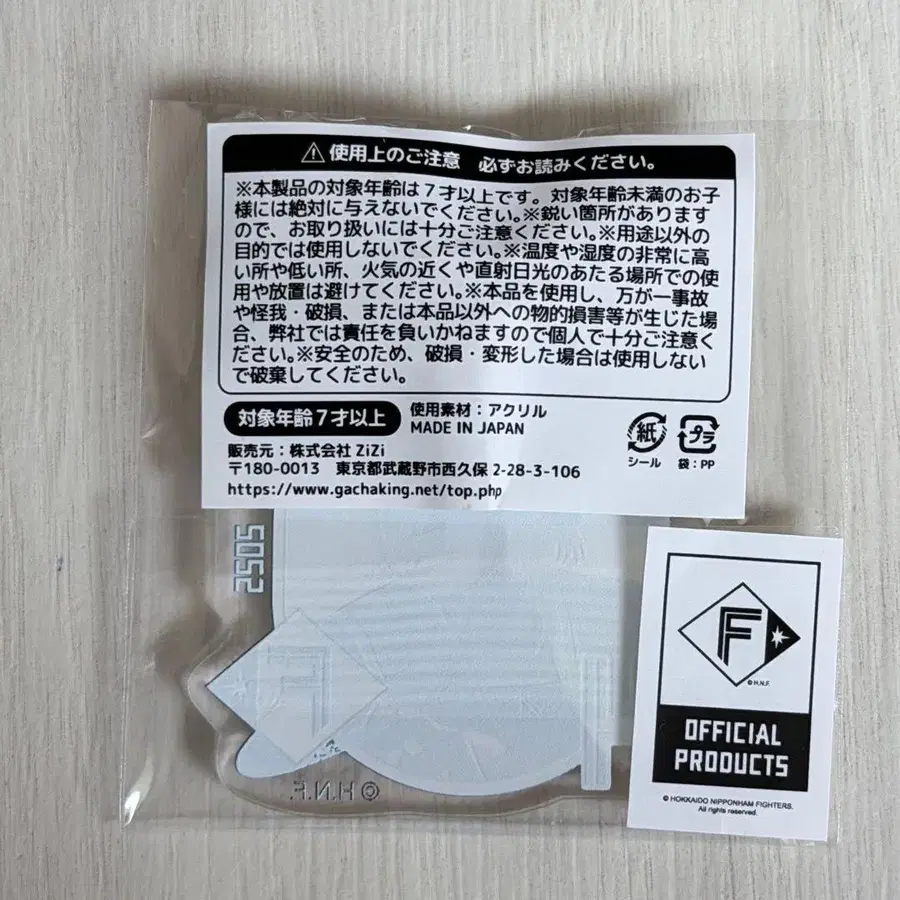 ⚠ 使用上のご注意　必ずお読みください。
※本製品の対象年齢は7才以上です。対象年齢未満のお子
様には絶対に与えないでください。※鋭い箇所があります
ので、お取り扱いには十分ご注意ください。※用途以外の
目的では使用しないでください。※温度や湿度の非常に高
い所や低い所、火気の近くや直射日光のあたる場所での使
用や放置は避けてください。※本品を使用し、万が一事故
や怪我・破損、または本品以外への物的損害等が生じた場
合、弊社では責任を負いかねますので個人で十分ご注意く
ださい。※安全のため、破損・変形した場合は使用しない
で破棄してください。
対象年齢7才以上
使用素材：アクリル
MADE IN JAPAN
紙
シール
プラ
袋：PP
販売元：株式会社 ZiZi
〒180-0013　東京都武蔵野市西久保 2-28-3-106
https://www.gachaking.net/top.php
2025
F
© H.N.F.
F
© H.N.F.
OFFICIAL
PRODUCTS
© HOKKAIDO NIPPONHAM FIGHTERS.
All rights reserved.